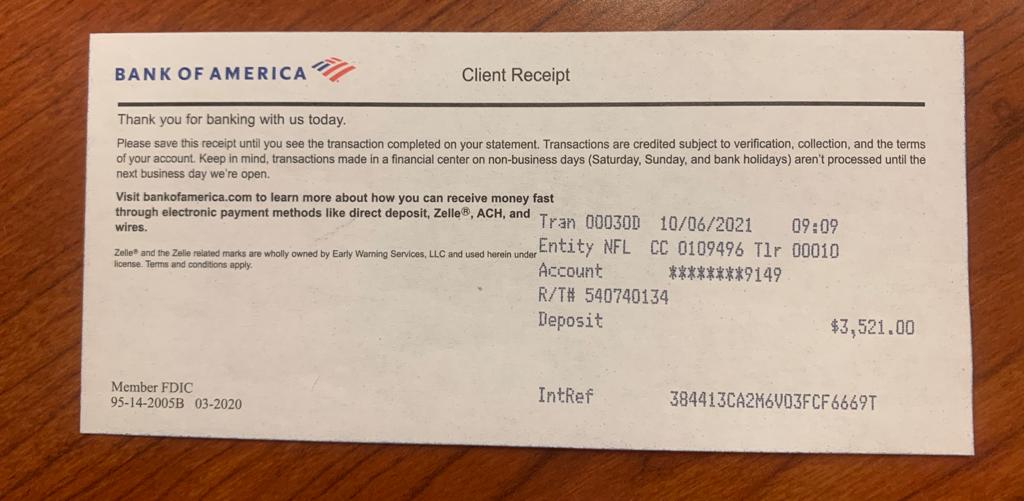 BANK OF AMERICA
Client Receipt
Thank you for banking with us today.
Please save this receipt until you see the transaction completed on your statement. Transactions are credited subject to verification, collection, and the terms
of your account. Keep in mind, transactions made in a financial center on non-business days (Saturday, Sunday, and bank holidays) aren't processed until the
next business day we're open.
Visit bankofamerica.com to learn more about how you can receive money fast
through electronic payment methods like direct deposit, Zelle®, ACH, and
wires.
Zelle® and the Zelle related marks are wholly owned by Early Warning Services, LLC and used herein under
license. Terms and conditions apply.
Tran 00030D 10/06/2021 09:09
Entity NFL CC 0109496 Tlr 00010
Account ********9149
R/T# 540740134
Deposit $3,521.00
Member FDIC
95-14-2005B 03-2020
IntRef 384413CA2M6V03FCF6669T